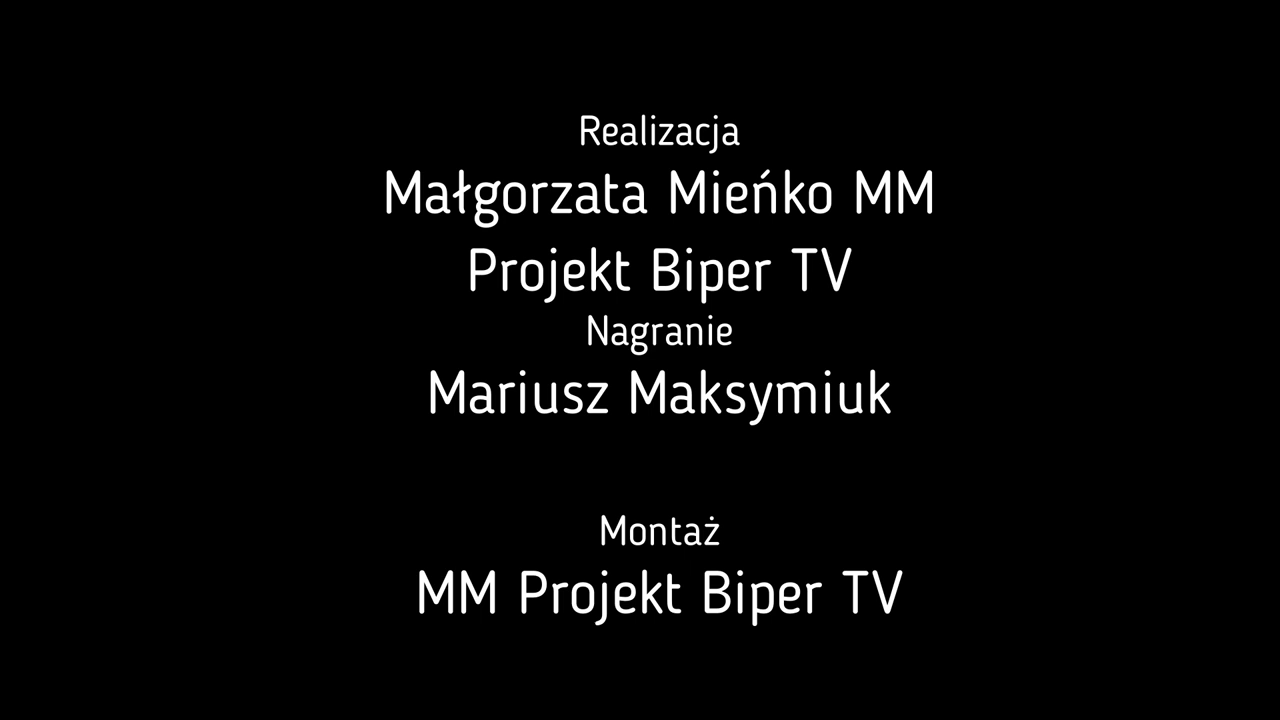 Realizacja
Małgorzata Mieńko MM
Projekt Biper TV
Nagranie
Mariusz Maksymiuk
Montaż
MM Projekt Biper TV